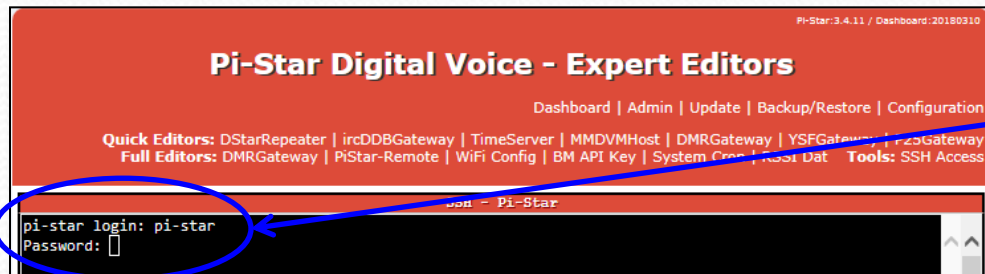 Pi-Star:3.4.11 / Dashboard:20180310
Pi-Star Digital Voice - Expert Editors
Dashboard | Admin | Update | Backup/Restore | Configuration
Quick Editors: DStarRepeater | ircDDBGateway | TimeServer | MMDVMHost | DMRGateway | YSFGateway | P25Gateway
Full Editors: DMRGateway | PiStar-Remote | WiFi Config | BM API Key | System Cron | RSSI Dat Tools: SSH Access
SSH - Pi-Star
pi-star login: pi-star
Password: